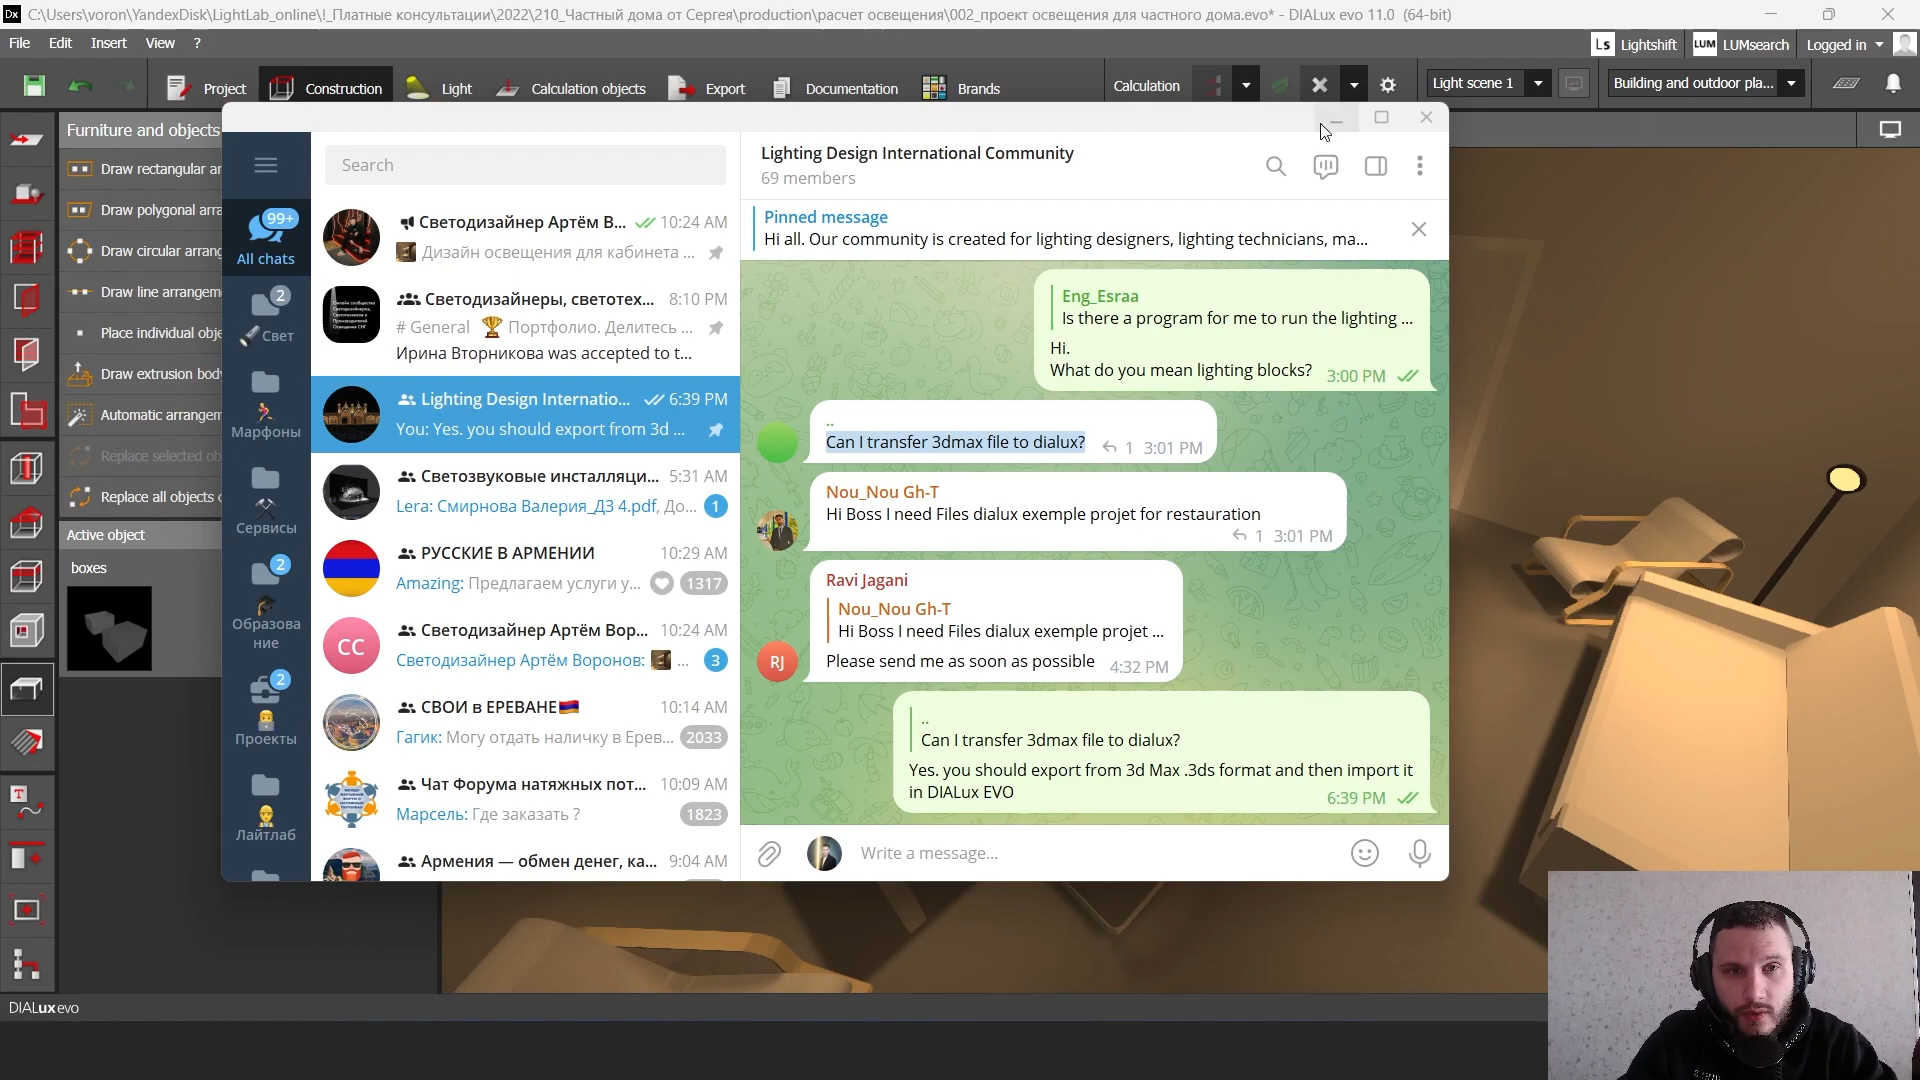 Dx C:\Users\voron\YandexDisk\LightLab_online\!_Платные консультации\2022\210_Частный дома от Сергея\production\расчет освещения\002_проект освещения для частного дома.evo* - DIALux evo 11.0 (64-bit)
File Edit Insert View ?
Ls Lightshift LUM LUMsearch Logged in
Project Construction Light Calculation objects Export Documentation Brands
Calculation Light scene 1 Building and outdoor pla...
Furniture and objects
Draw rectangular ar
Draw polygonal arra
Draw circular arrang
Draw line arrangem
Place individual obje
Draw extrusion body
Automatic arrangem
Replace selected ob
Replace all objects o
Active object
boxes
DIALux evo
99+
All chats
2
Свет
Марфоны
Сервисы
2
Образова
ние
2
Проекты
Лайтлаб
Search
Светодизайнер Артём В... 10:24 AM
Дизайн освещения для кабинета ...
Светодизайнеры, светотех... 8:10 PM
# General Портфолио. Делитесь ...
Ирина Вторникова was accepted to t...
Lighting Design Internatio... 6:39 PM
You: Yes. you should export from 3d ...
Светозвуковые инсталляци... 5:31 AM
Lera: Смирнова Валерия_ДЗ 4.pdf, До... 1
РУССКИЕ В АРМЕНИИ 10:29 AM
Amazing: Предлагаем услуги у... 1317
СС
Светодизайнер Артём Вор... 10:24 AM
Светодизайнер Артём Воронов: ... 3
СВОИ в ЕРЕВАНЕ 10:14 AM
Гагик: Могу отдать наличку в Ерев... 2033
Чат Форума натяжных пот... 10:09 AM
Марсель: Где заказать ? 1823
Армения — обмен денег, ка... 9:04 AM
Lighting Design International Community
69 members
Pinned message
Hi all. Our community is created for lighting designers, lighting technicians, ma...
Eng_Esraa
Is there a program for me to run the lighting ...
Hi.
What do you mean lighting blocks? 3:00 PM
..
Can I transfer 3dmax file to dialux? 1 3:01 PM
Nou_Nou Gh-T
Hi Boss I need Files dialux exemple projet for restauration
1 3:01 PM
Ravi Jagani
Nou_Nou Gh-T
Hi Boss I need Files dialux exemple projet ...
RJ
Please send me as soon as possible 4:32 PM
..
Can I transfer 3dmax file to dialux?
Yes. you should export from 3d Max .3ds format and then import it
in DIALux EVO
6:39 PM
Write a message...